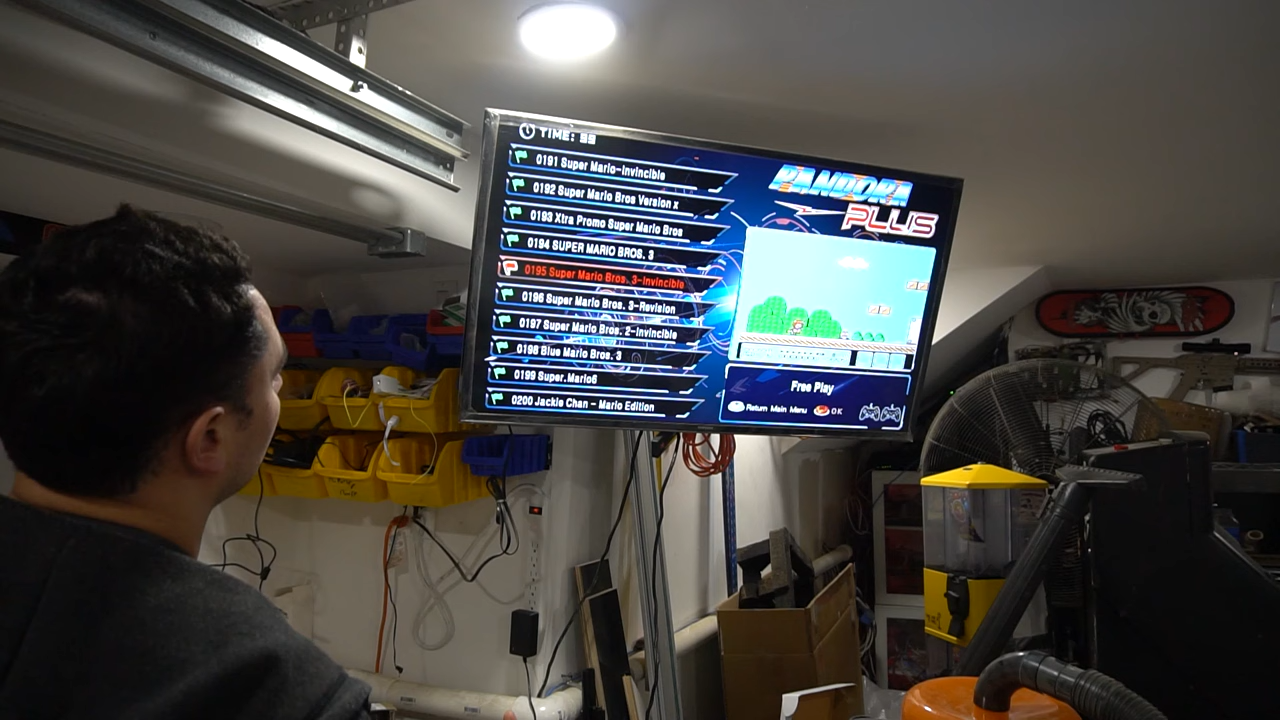 TIME: 99
0191 Super Mario-Invincible
0192 Super Mario Bros Version x
0193 Xtra Promo Super Mario Bros
0194 SUPER MARIO BROS. 3
0195 Super Mario Bros. 3-Invincible
0196 Super Mario Bros. 3-Revision
0197 Super Mario Bros. 2-Invincible
0198 Blue Mario Bros. 3
0199 Super.Mario6
0200 Jackie Chan - Mario Edition
PANDORA
PLUS
Free Play
Return Main Menu OK